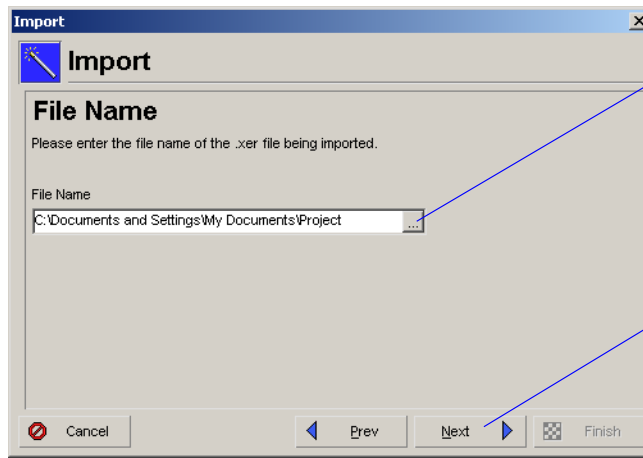 Import
Import
File Name
Please enter the file name of the .xer file being imported.
File Name
C:\Documents and Settings\My Documents\Project
...
Cancel
Prev
Next
Finish